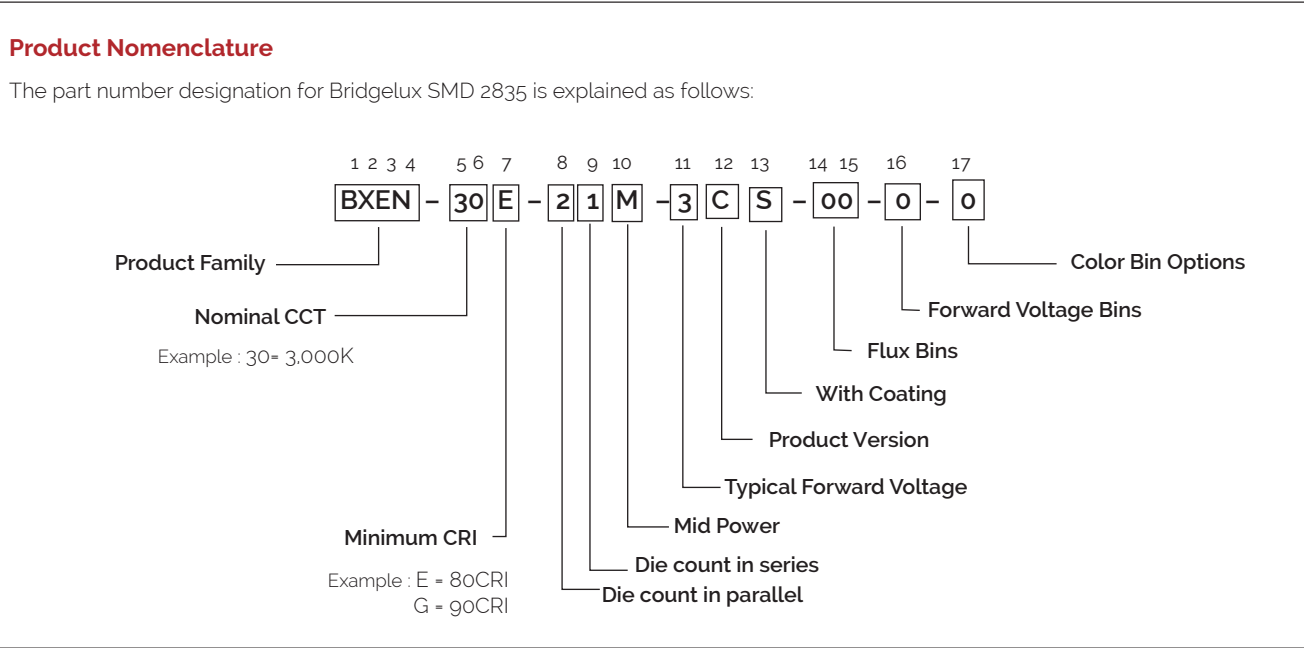 Product Nomenclature
The part number designation for Bridgelux SMD 2835 is explained as follows:
1 2 3 4 5 6 7 8 9 10 11 12 13 14 15 16 17
BXEN – 30 E – 2 1 M – 3 C S – 00 – 0 – 0
Product Family
Color Bin Options
Nominal CCT
Forward Voltage Bins
Example : 30= 3,000K
Flux Bins
With Coating
Product Version
Typical Forward Voltage
Mid Power
Minimum CRI
Die count in series
Example : E = 80CRI
Die count in parallel
G = 90CRI